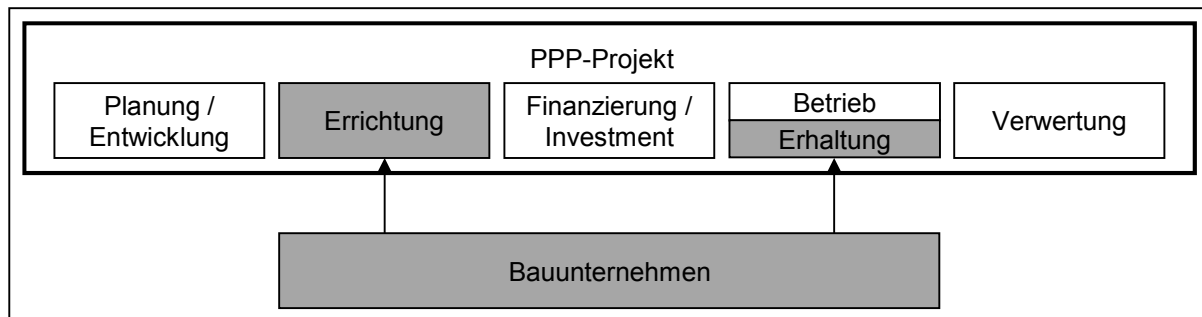 PPP-Projekt
Planung /
Entwicklung
Errichtung
Finanzierung /
Investment
Betrieb
Erhaltung
Verwertung
Bauunternehmen